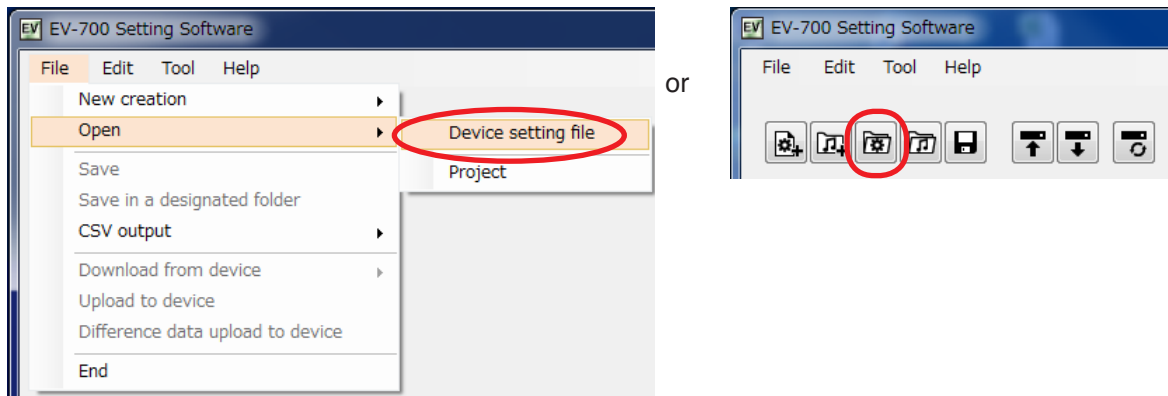 EV EV-700 Setting Software
File Edit Tool Help
New creation
Open
Device setting file
Save
Project
Save in a designated folder
CSV output
Download from device
Upload to device
Difference data upload to device
End
or
EV EV-700 Setting Software
File Edit Tool Help